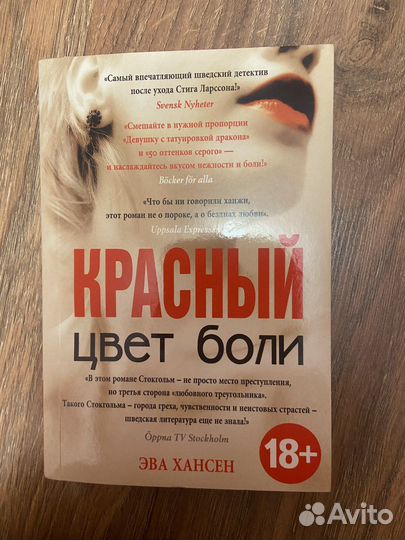 «Самый впечатляющий шведский детектив
после ухода Стига Ларссона!»
Svensk Nyheter
«Смешайте в нужной пропорции
«Девушку с татуировкой дракона»
и «50 оттенков серого» —
и наслаждайтесь вкусом нежности и боли!»
Böcker för alla
«Что бы ни говорили ханжи,
этот роман не о пороке, а о безднах любви».
Uppsala Expressen
КРАСНЫЙ
цвет боли
«В этом романе Стокгольм – не просто место преступления,
но третья сторона «любовного треугольника».
Такого Стокгольма – города греха, чувственности и неистовых страстей –
шведская литература еще не знала!»
Öppna TV Stockholm
ЭВА ХАНСЕН
18+
Avito